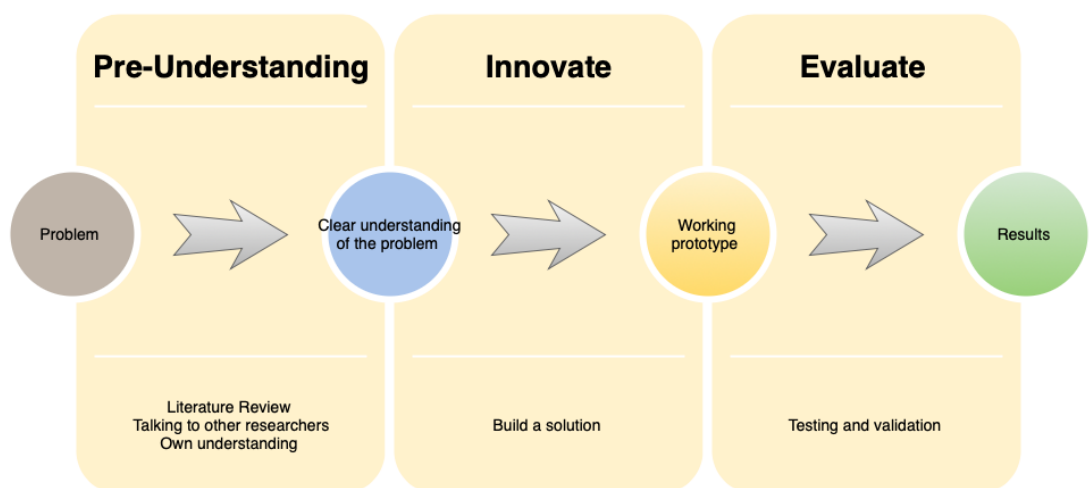 Pre-Understanding
Innovate
Evaluate
Problem
Clear understanding
of the problem
Working
prototype
Results
Literature Review
Talking to other researchers
Own understanding
Build a solution
Testing and validation